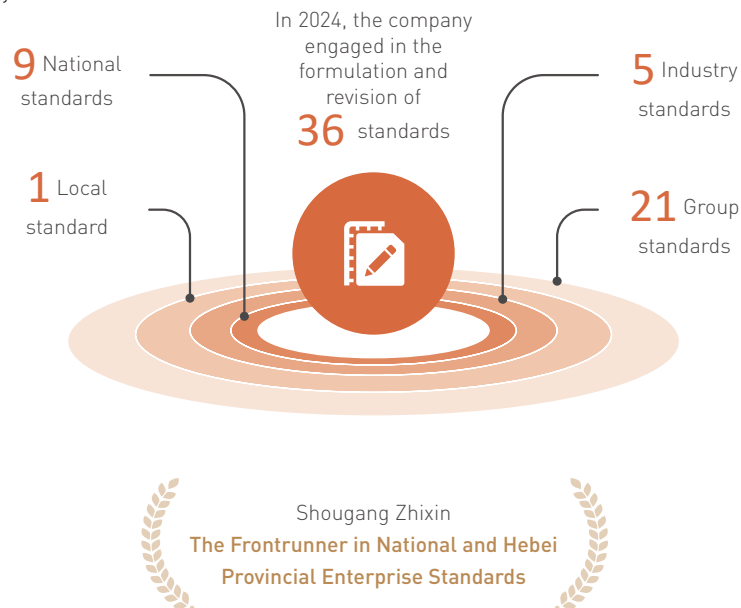 In 2024, the company
engaged in the
formulation and
revision of
36 standards
9 National
standards
5 Industry
standards
1 Local
standard
21 Group
standards
Shougang Zhixin
The Frontrunner in National and Hebei
Provincial Enterprise Standards